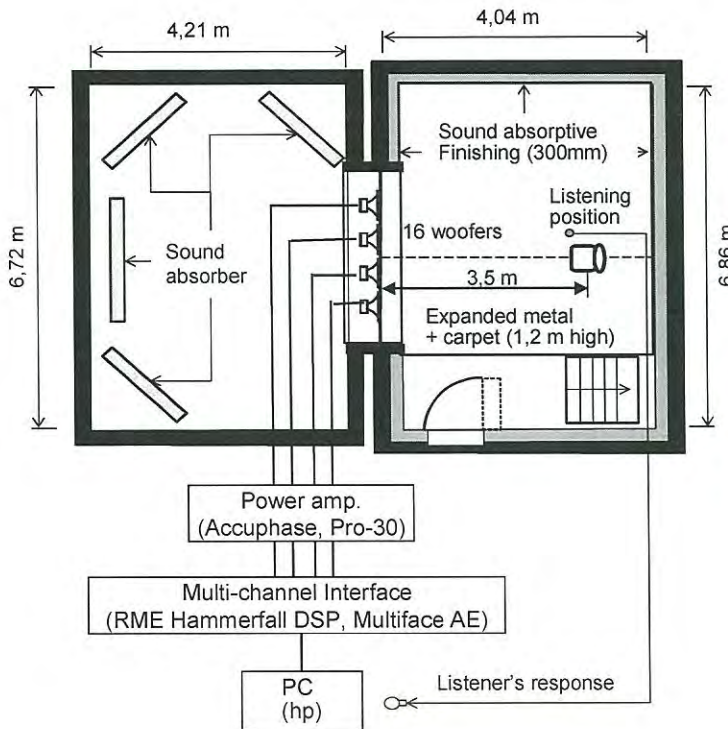 4,21 m
4,04 m
6,72 m
Sound absorptive
Finishing (300mm)
Listening
position
16 woofers
Sound
absorber
3,5 m
6,86 m
Expanded metal
+ carpet (1,2 m high)
Power amp.
(Accuphase, Pro-30)
Multi-channel Interface
(RME Hammerfall DSP, Multiface AE)
PC
(hp)
Listener's response